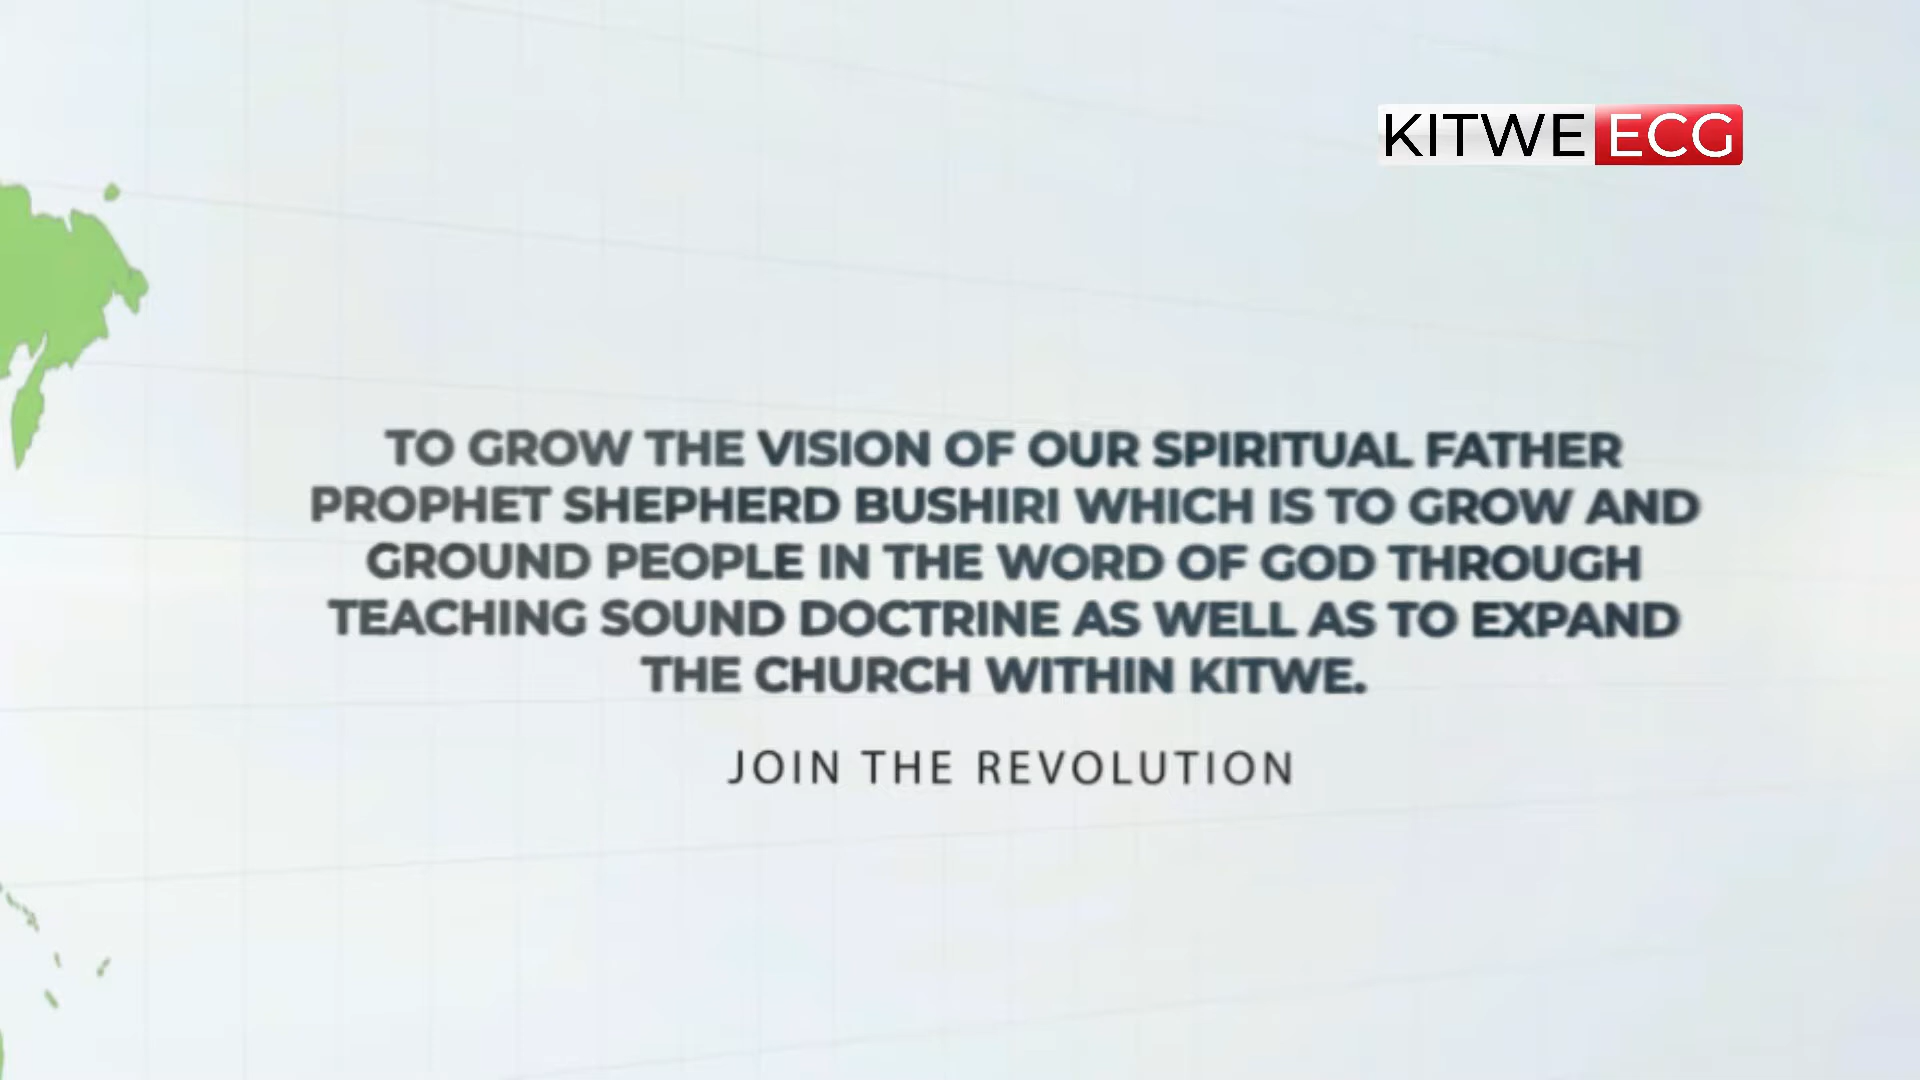 KITWE ECG
TO GROW THE VISION OF OUR SPIRITUAL FATHER
PROPHET SHEPHERD BUSHIRI WHICH IS TO GROW AND
GROUND PEOPLE IN THE WORD OF GOD THROUGH
TEACHING SOUND DOCTRINE AS WELL AS TO EXPAND
THE CHURCH WITHIN KITWE.
JOIN THE REVOLUTION